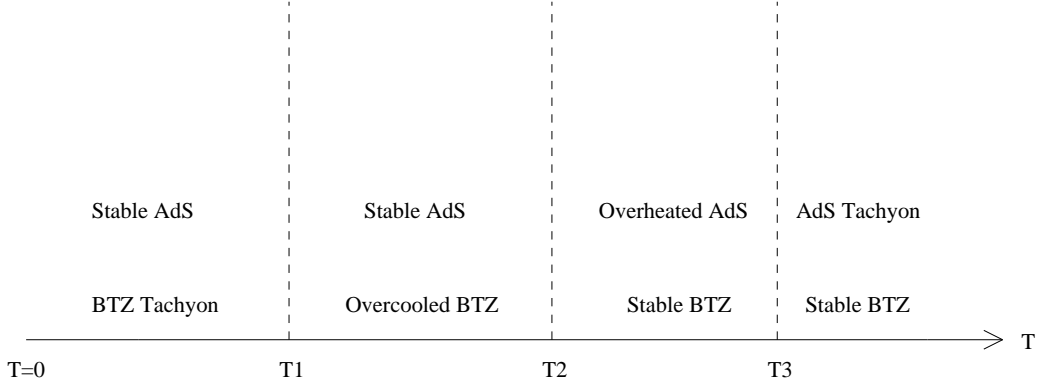 Stable AdS Stable AdS Overheated AdS AdS Tachyon
BTZ Tachyon Overcooled BTZ Stable BTZ Stable BTZ
T
T=0 T1 T2 T3